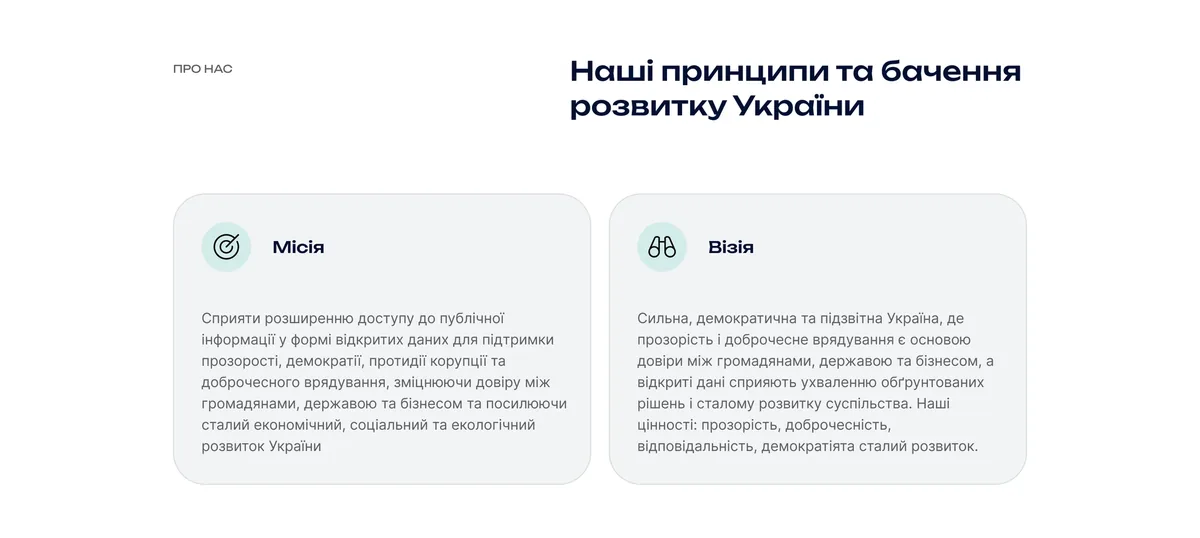 ПРО НАС
Наші принципи та бачення
розвитку України
Місія
Сприяти розширенню доступу до публічної
інформації у формі відкритих даних для підтримки
прозорості, демократії, протидії корупції та
доброчесного врядування, зміцнюючи довіру між
громадянами, державою та бізнесом та посилюючи
сталий економічний, соціальний та екологічний
розвиток України
Візія
Сильна, демократична та підзвітна Україна, де
прозорість і доброчесне врядування є основою
довіри між громадянами, державою та бізнесом, а
відкриті дані сприяють ухваленню обґрунтованих
рішень і сталому розвитку суспільства. Наші
цінності: прозорість, доброчесність,
відповідальність, демократіята сталий розвиток.